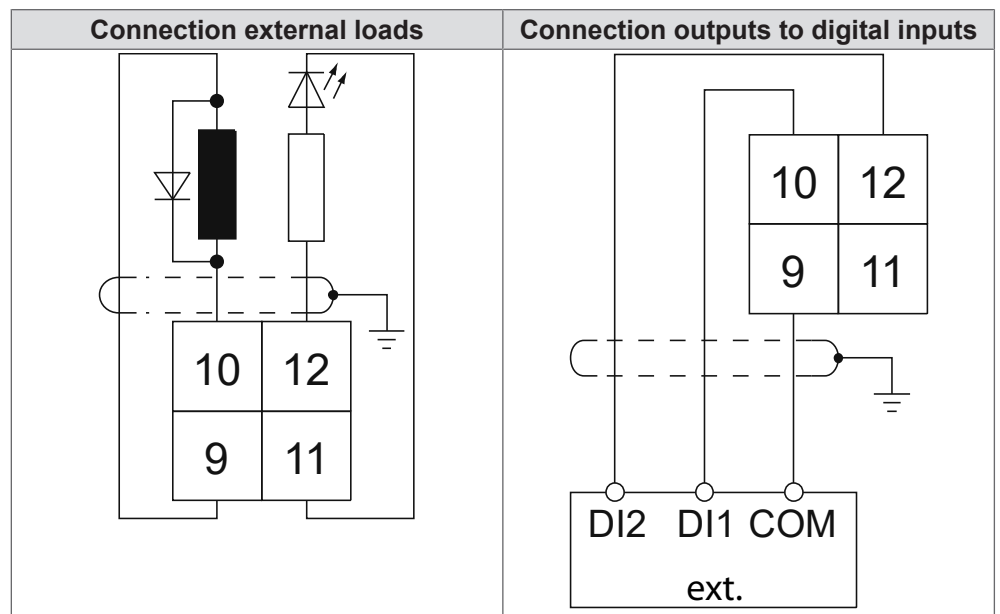 Connection external loads
Connection outputs to digital inputs
10 12
9 11
10 12
9 11
DI2 DI1 COM
ext.